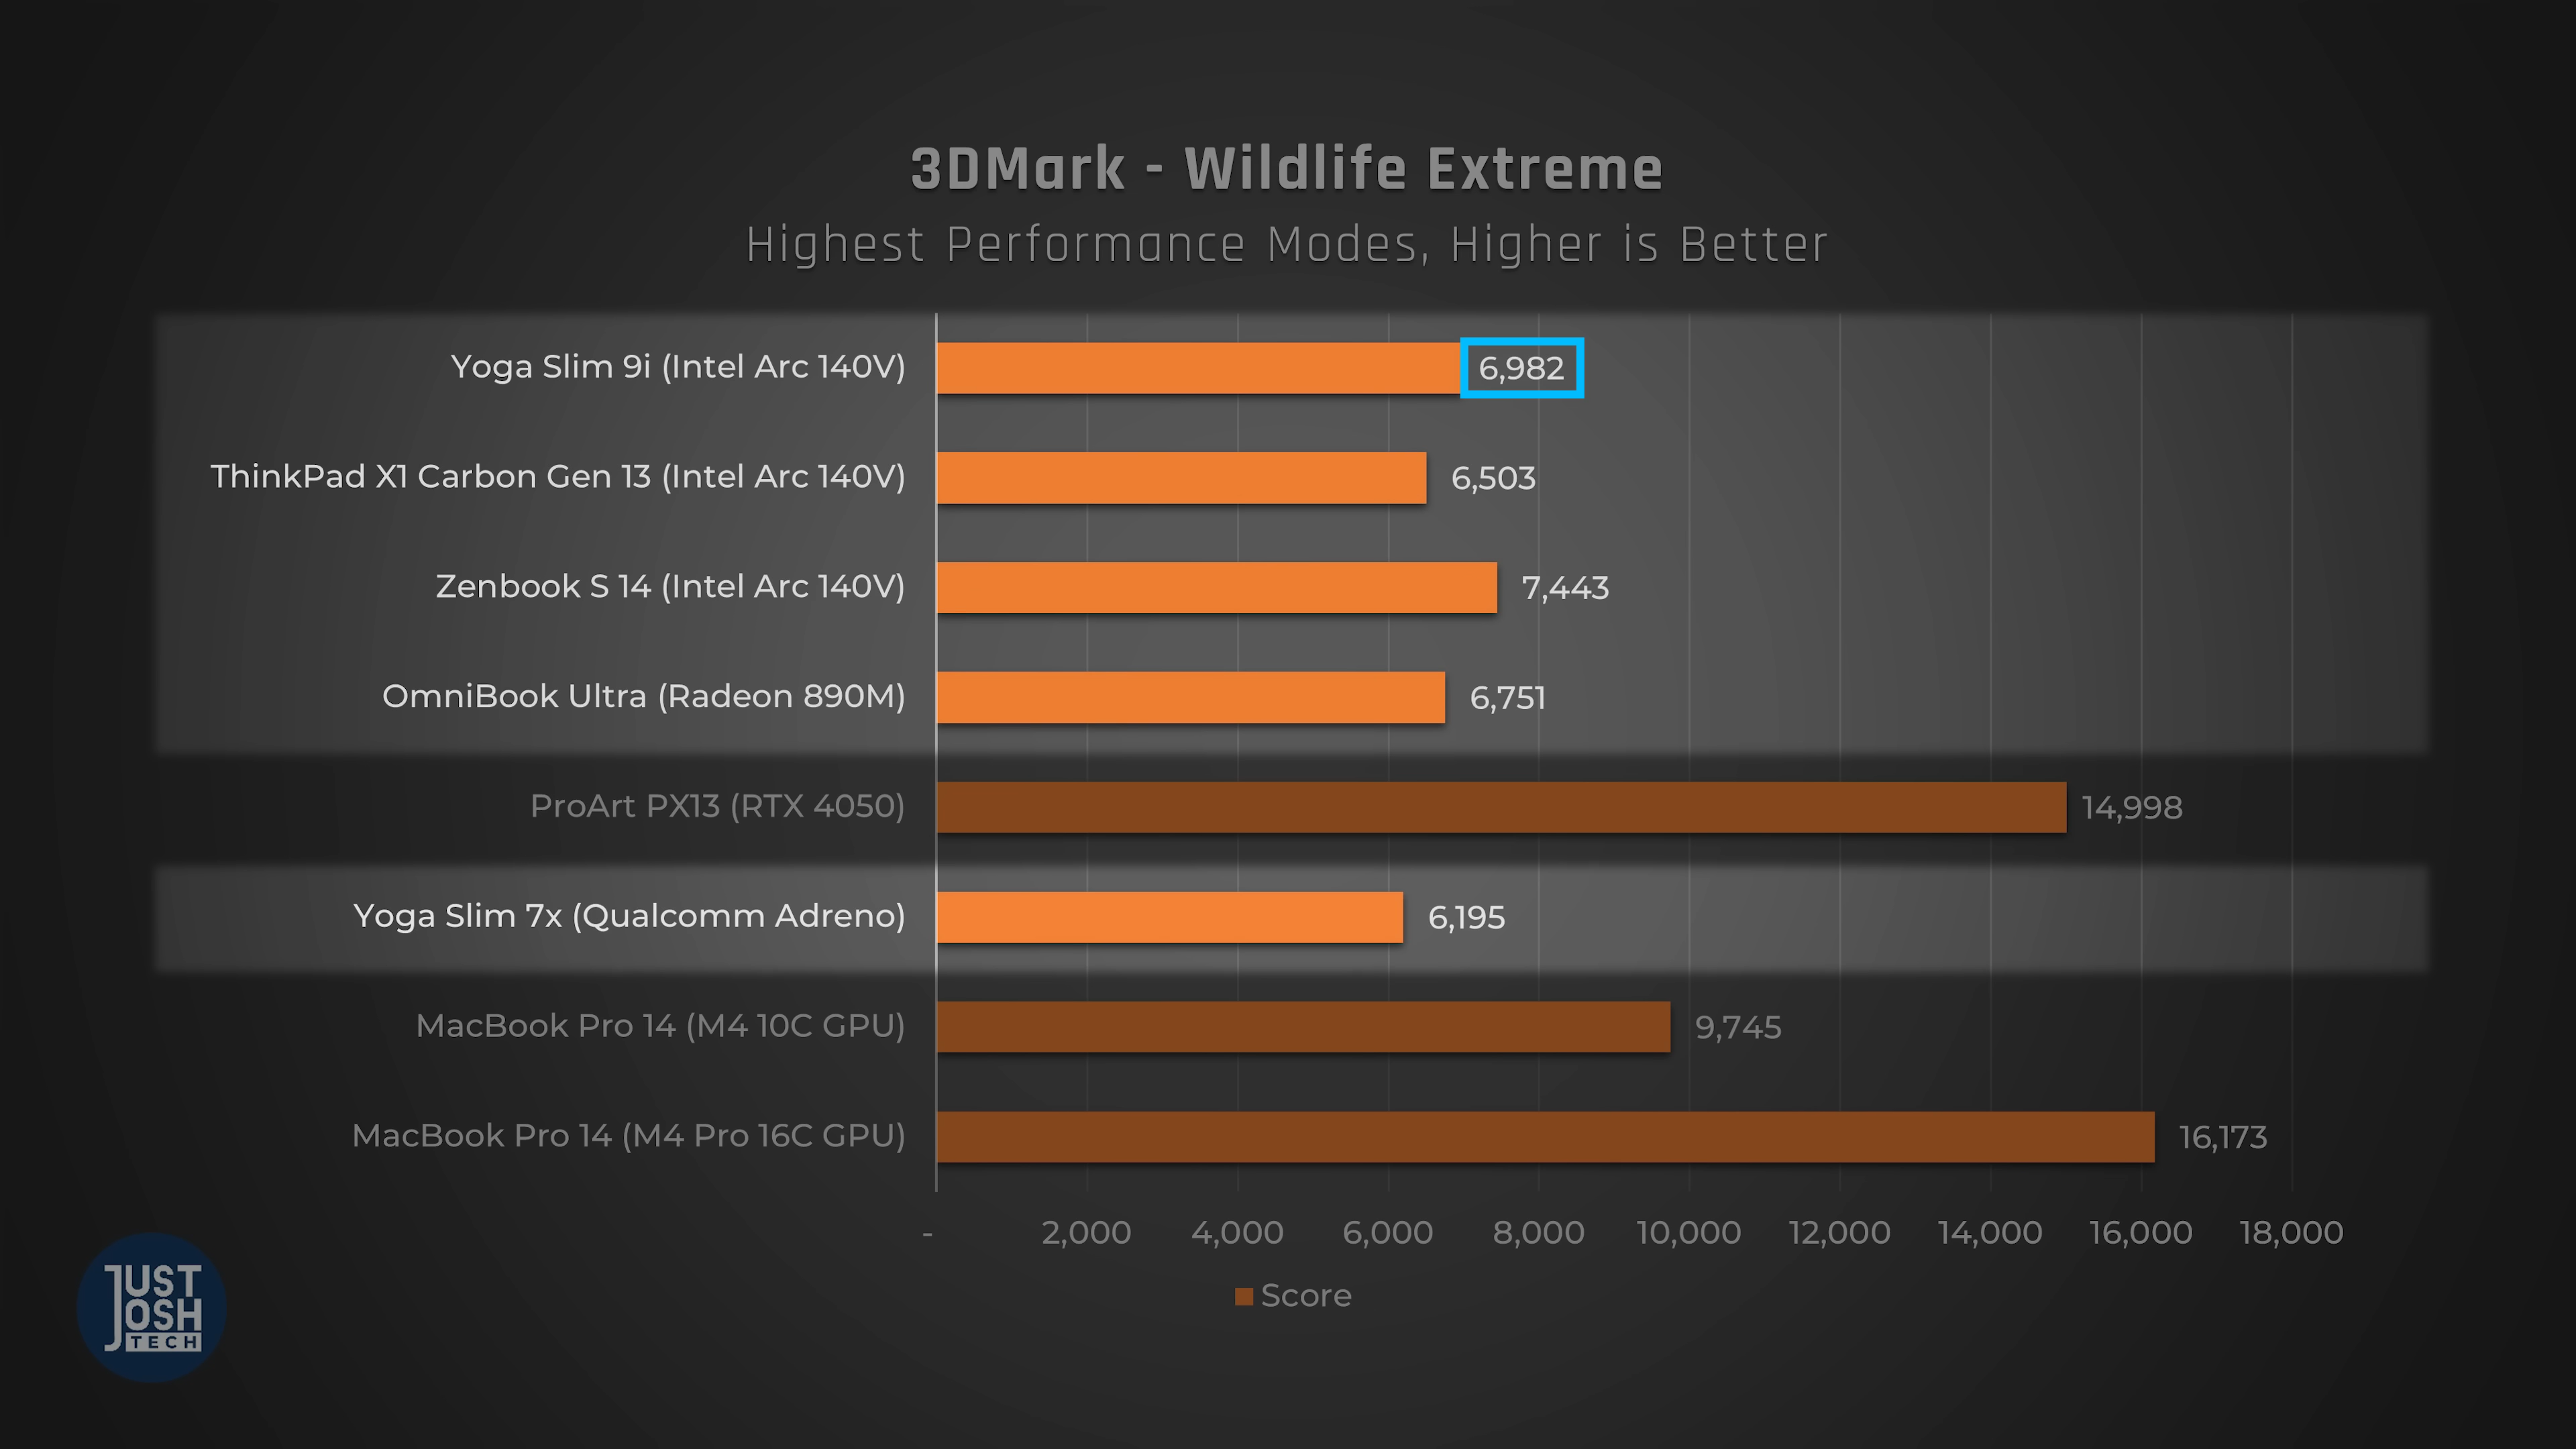 3DMark - Wildlife Extreme
Highest Performance Modes, Higher is Better
Yoga Slim 9i (Intel Arc 140V) 6,982
ThinkPad X1 Carbon Gen 13 (Intel Arc 140V) 6,503
Zenbook S 14 (Intel Arc 140V) 7,443
OmniBook Ultra (Radeon 890M) 6,751
ProArt PX13 (RTX 4050) 14,998
Yoga Slim 7x (Qualcomm Adreno) 6,195
MacBook Pro 14 (M4 10C GPU) 9,745
MacBook Pro 14 (M4 Pro 16C GPU) 16,173
- 2,000 4,000 6,000 8,000 10,000 12,000 14,000 16,000 18,000
Score
JUST
JOSH
TECH